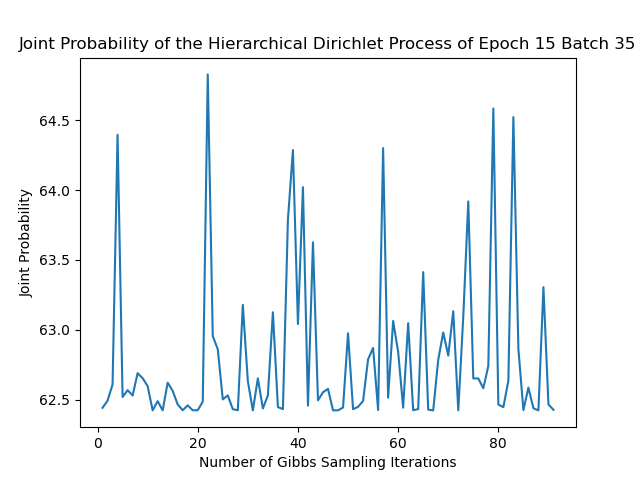 Joint Probability of the Hierarchical Dirichlet Process of Epoch 15 Batch 35
64.5
64.0
63.5
63.0
62.5
Joint Probability
0 20 40 60 80
Number of Gibbs Sampling Iterations